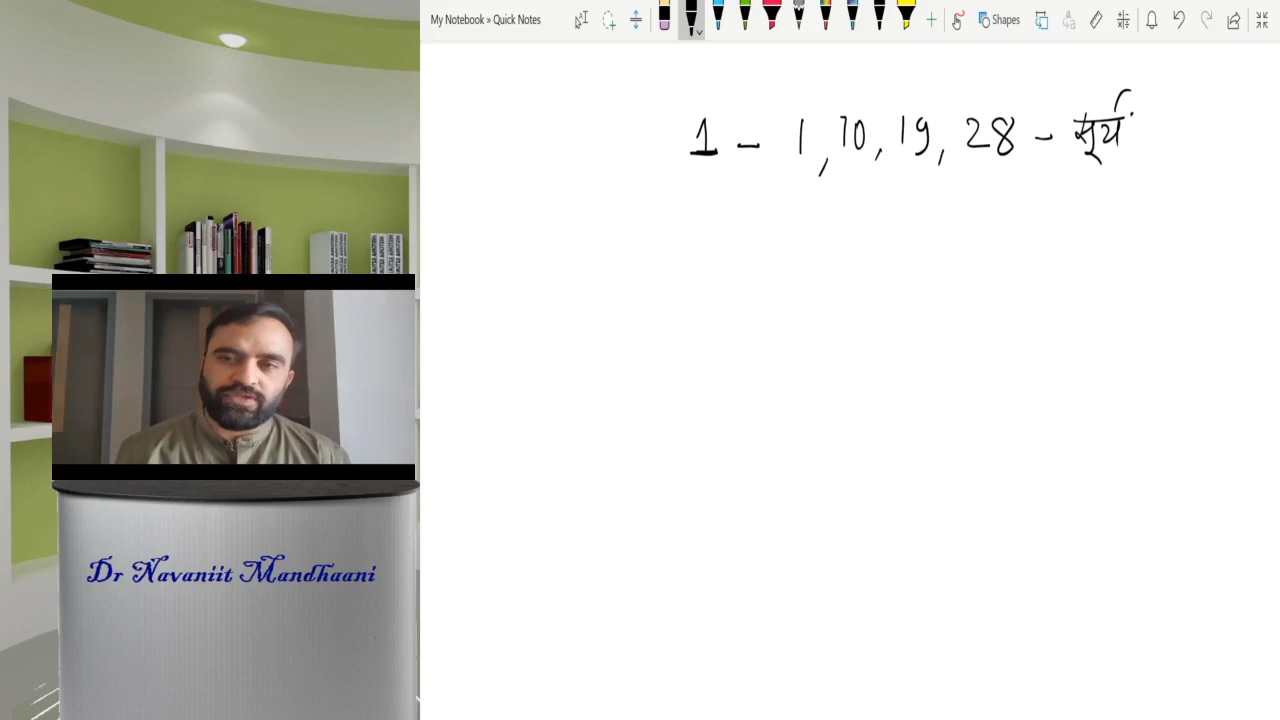 My Notebook » Quick Notes
Shapes
1 - 1, 10, 19, 28 - सूर्य
Dr Navaniit Mandhaani